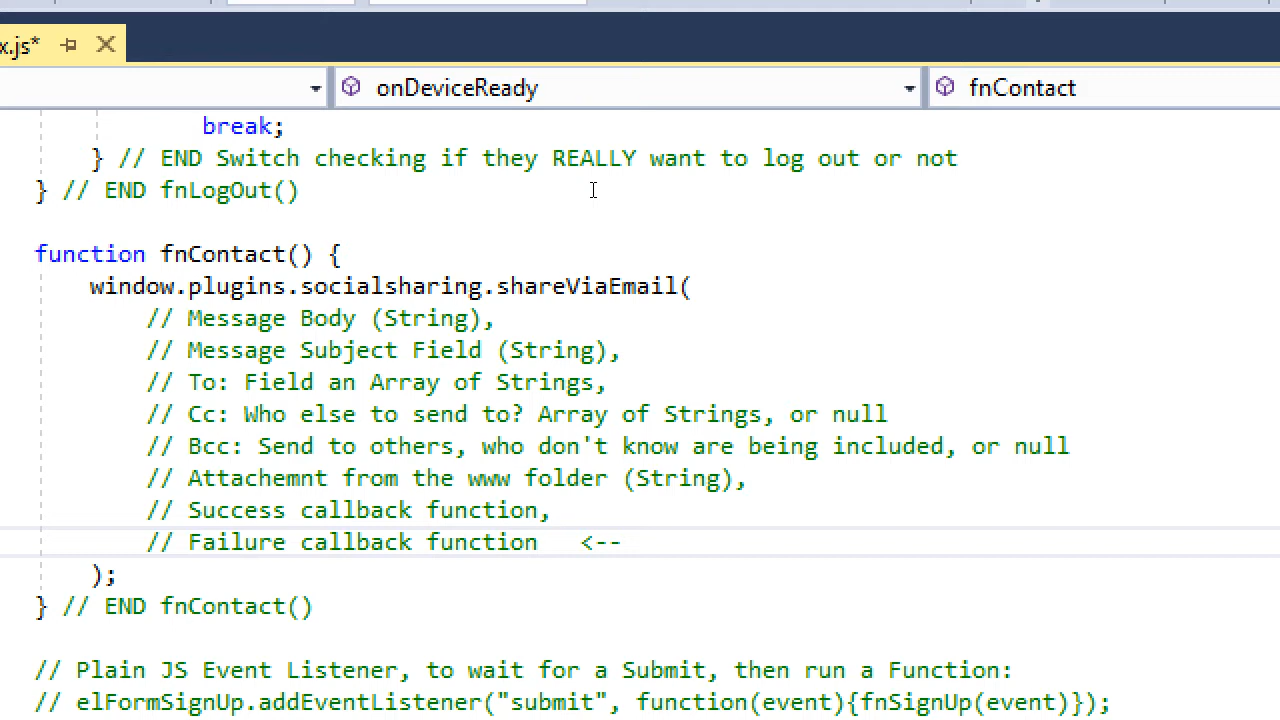 x.js*
onDeviceReady
fnContact
break;
} // END Switch checking if they REALLY want to log out or not
} // END fnLogOut()
function fnContact() {
window.plugins.socialsharing.shareViaEmail(
// Message Body (String),
// Message Subject Field (String),
// To: Field an Array of Strings,
// Cc: Who else to send to? Array of Strings, or null
// Bcc: Send to others, who don't know are being included, or null
// Attachemnt from the www folder (String),
// Success callback function,
// Failure callback function   <--
);
} // END fnContact()
// Plain JS Event Listener, to wait for a Submit, then run a Function:
// elFormSignUp.addEventListener("submit", function(event){fnSignUp(event)});